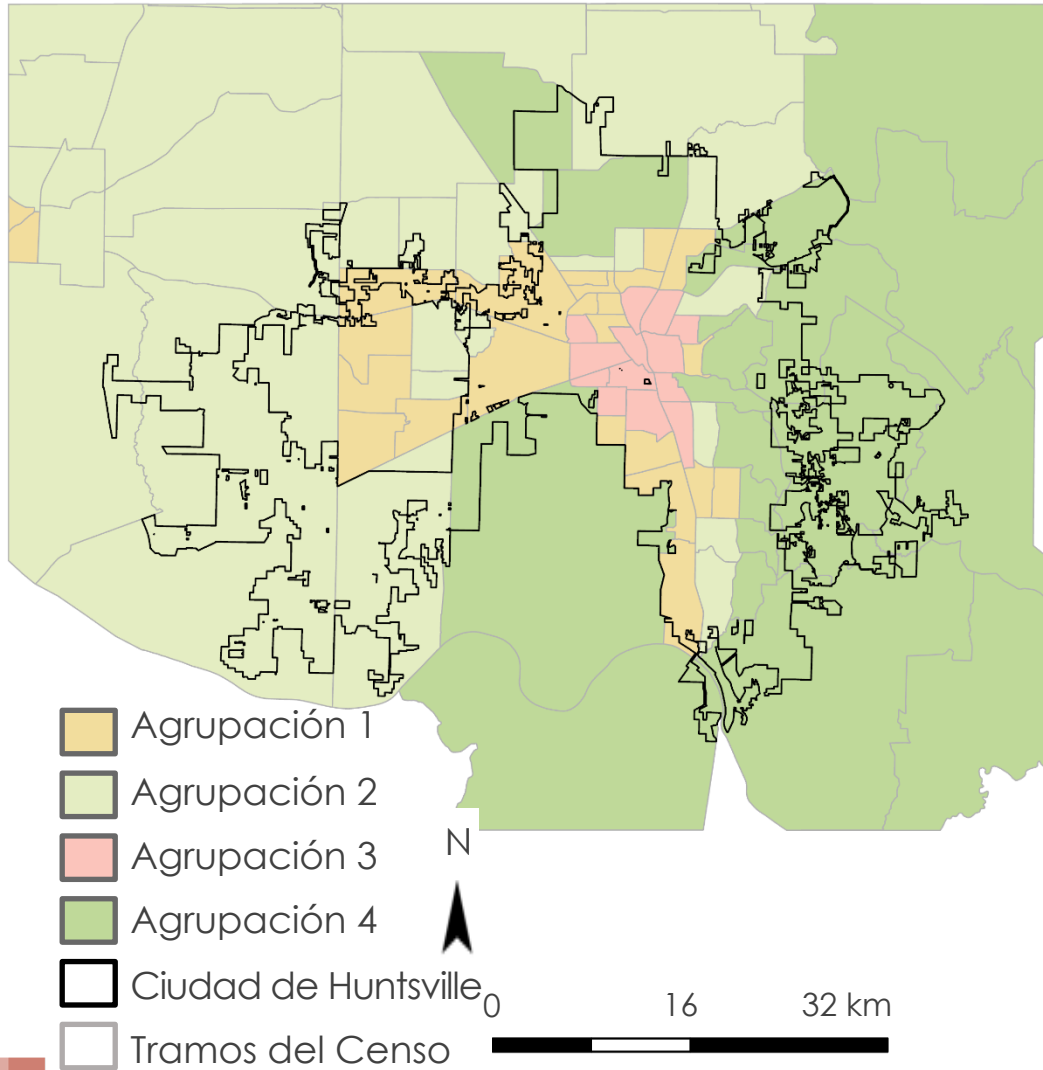 Agrupación 1
Agrupación 2
Agrupación 3
Agrupación 4
Ciudad de Huntsville
Tramos del Censo
N
0 16 32 km